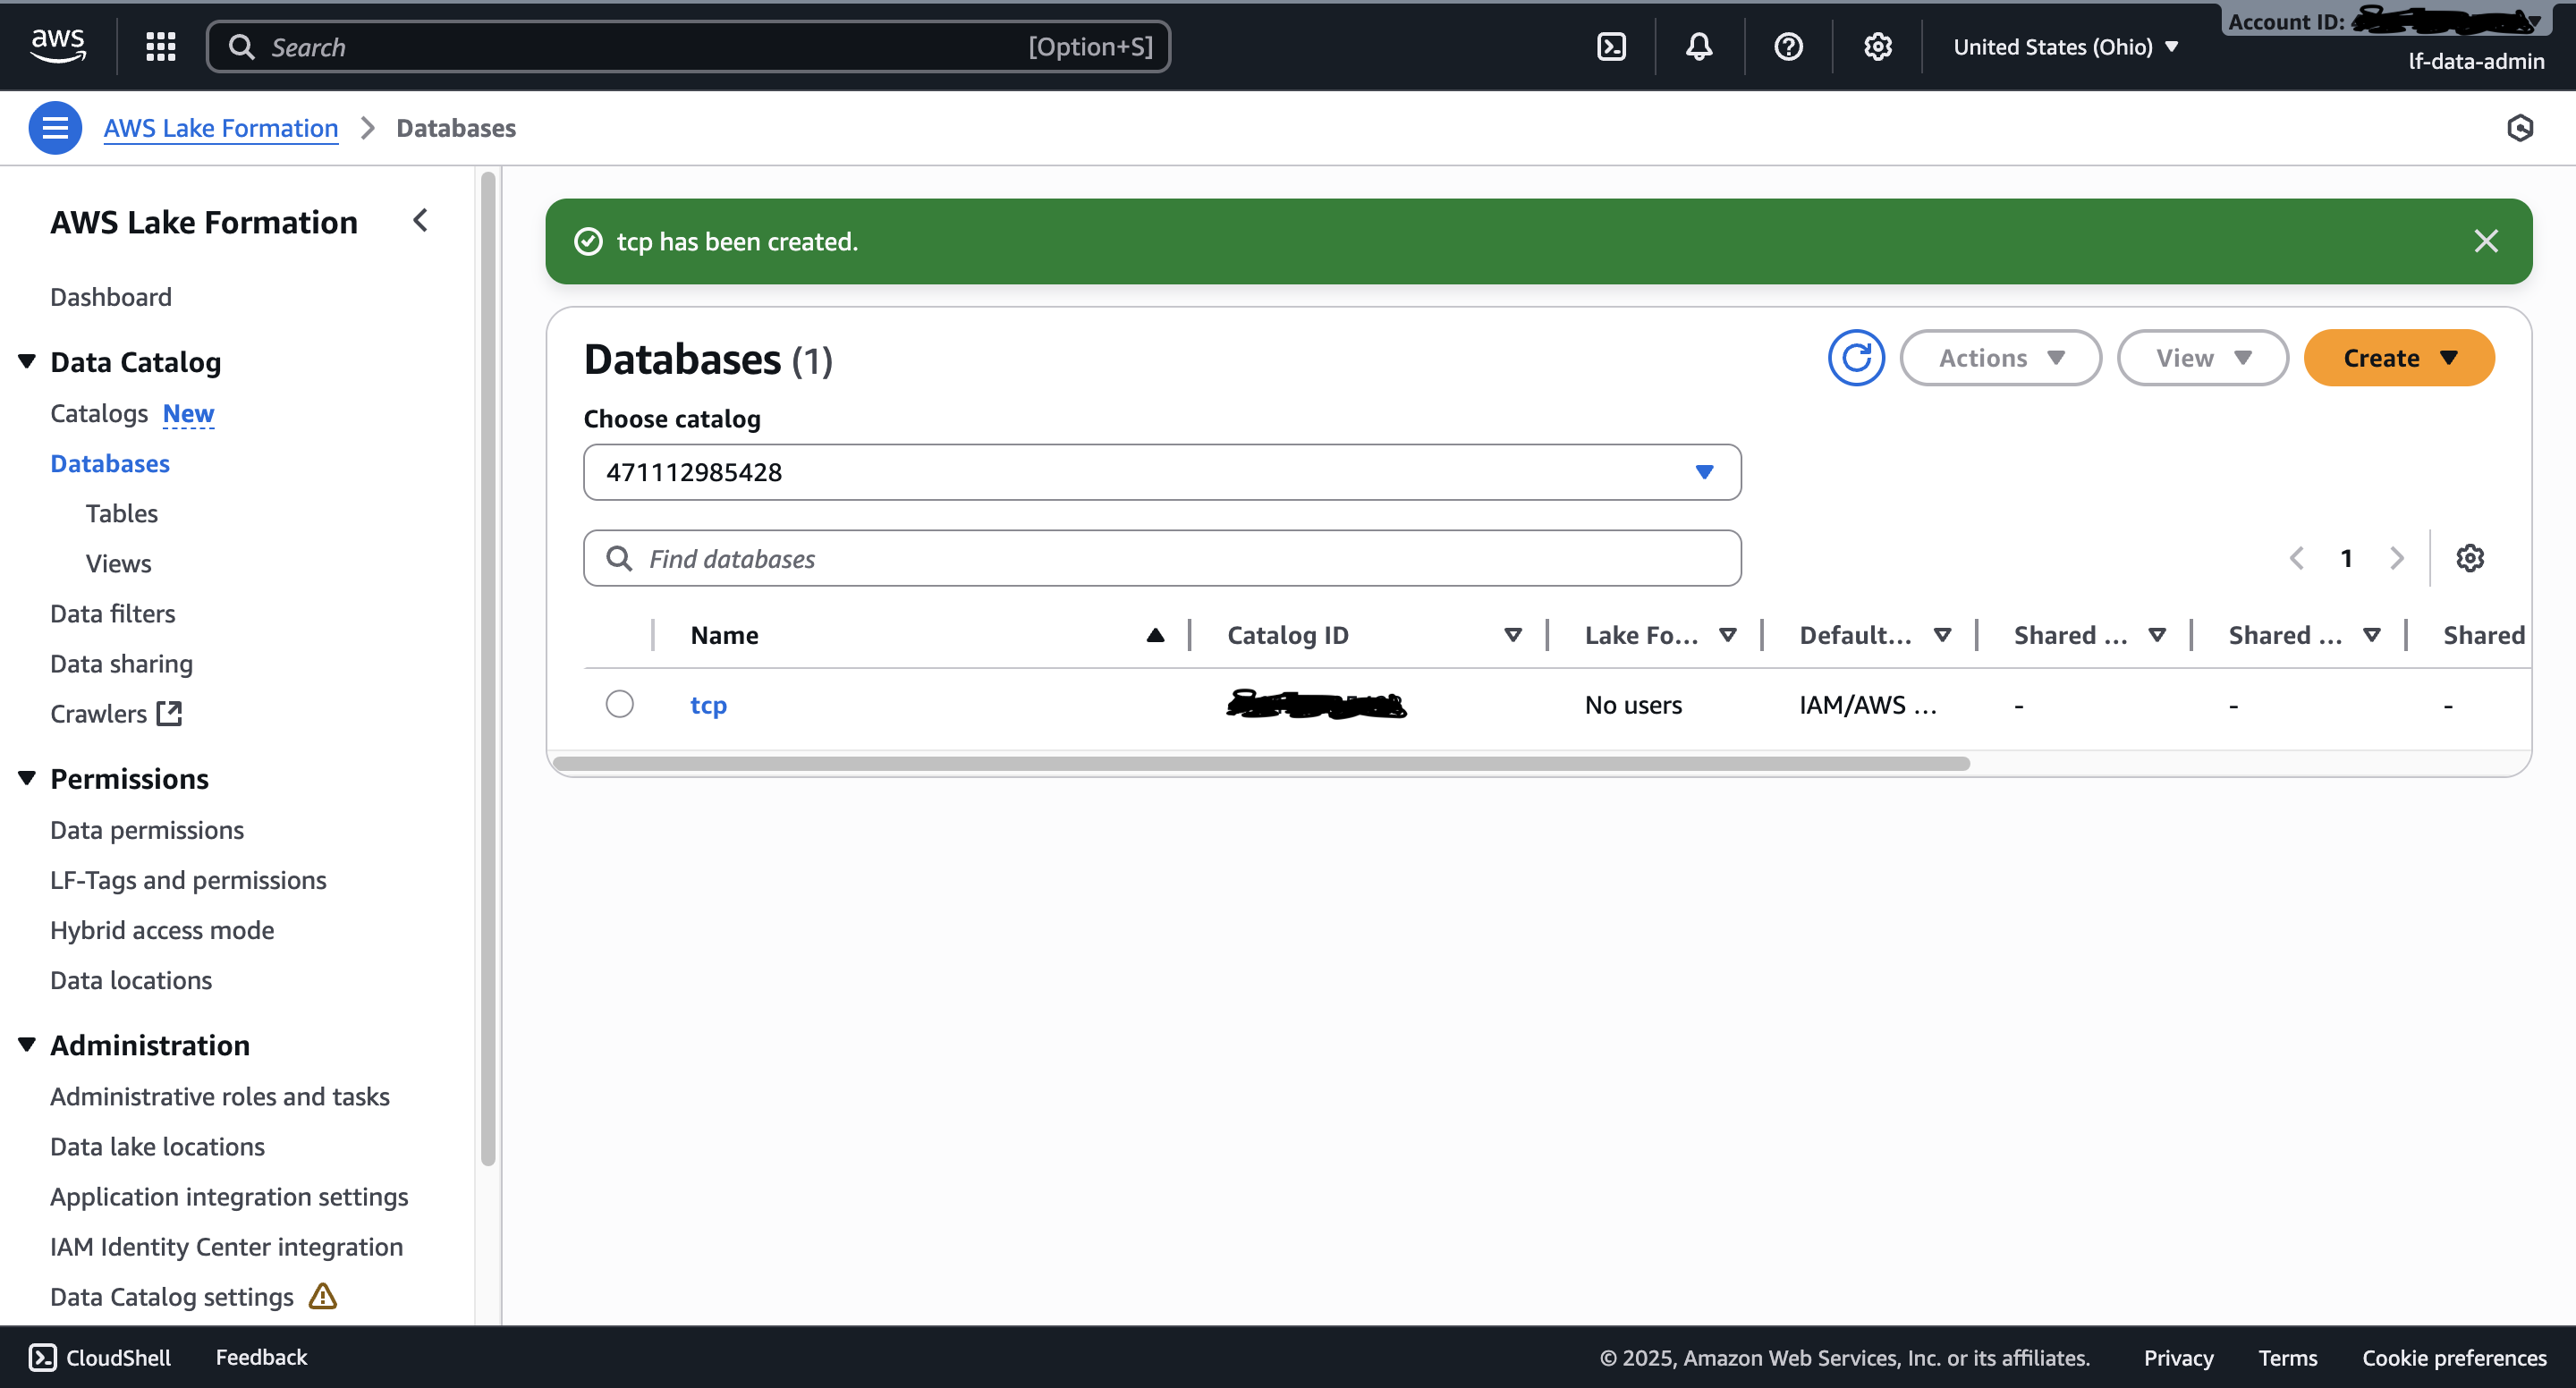 aws
Search
[Option+S]
United States (Ohio)
Account ID:
lf-data-admin
AWS Lake Formation
Databases
AWS Lake Formation
Dashboard
Data Catalog
Catalogs New
Databases
Tables
Views
Data filters
Data sharing
Crawlers
Permissions
Data permissions
LF-Tags and permissions
Hybrid access mode
Data locations
Administration
Administrative roles and tasks
Data lake locations
Application integration settings
IAM Identity Center integration
Data Catalog settings
tcp has been created.
Databases (1)
Actions
View
Create
Choose catalog
471112985428
Find databases
1
Name Catalog ID Lake Fo... Default... Shared ... Shared ... Shared
tcp No users IAM/AWS ... - - -
CloudShell Feedback © 2025, Amazon Web Services, Inc. or its affiliates. Privacy Terms Cookie preferences